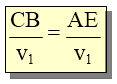 CB/v₁ = AE/v₁